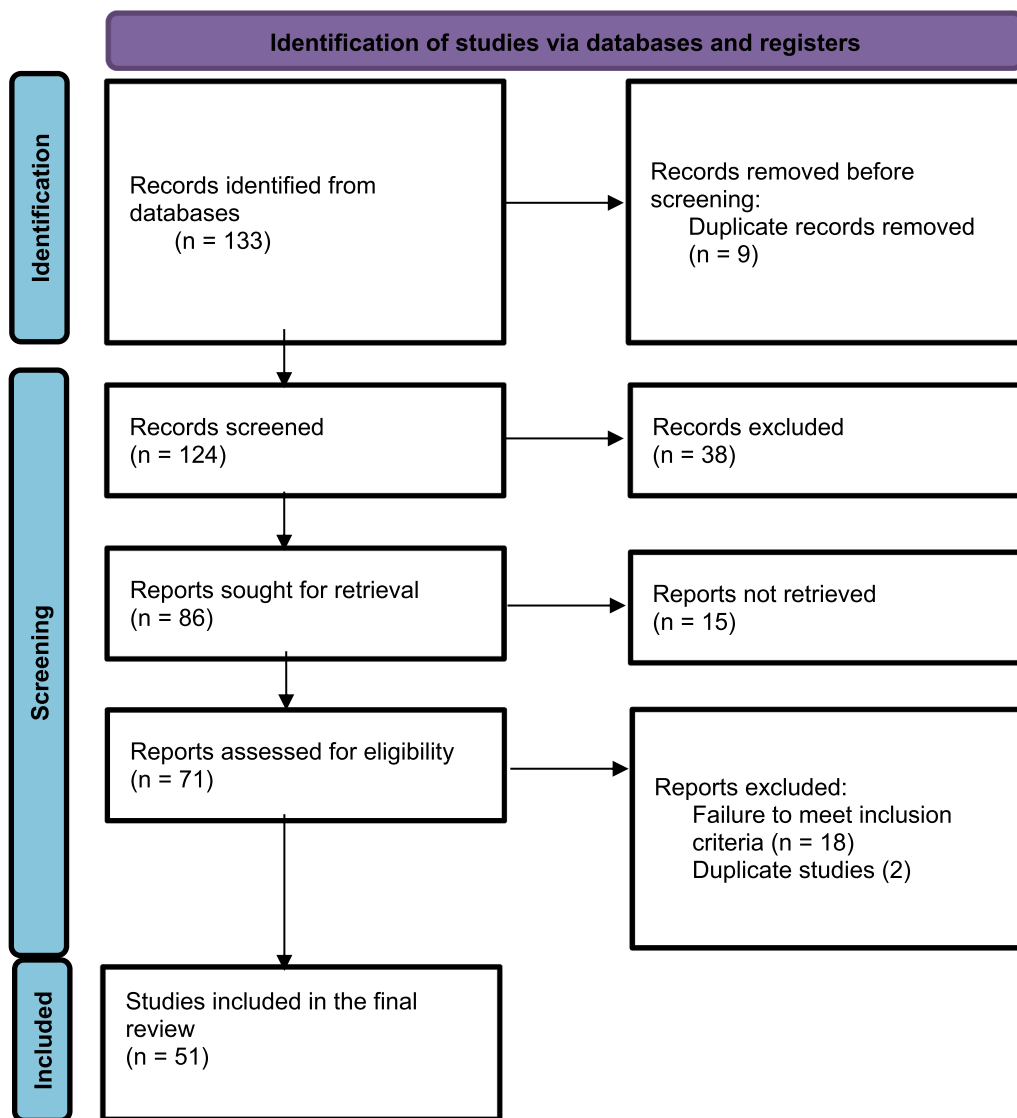 Identification of studies via databases and registers
Identification
Records identified from
databases
(n = 133)
Records removed before
screening:
Duplicate records removed
(n = 9)
Screening
Records screened
(n = 124)
Records excluded
(n = 38)
Reports sought for retrieval
(n = 86)
Reports not retrieved
(n = 15)
Reports assessed for eligibility
(n = 71)
Reports excluded:
Failure to meet inclusion
criteria (n = 18)
Duplicate studies (2)
Included
Studies included in the final
review
(n = 51)